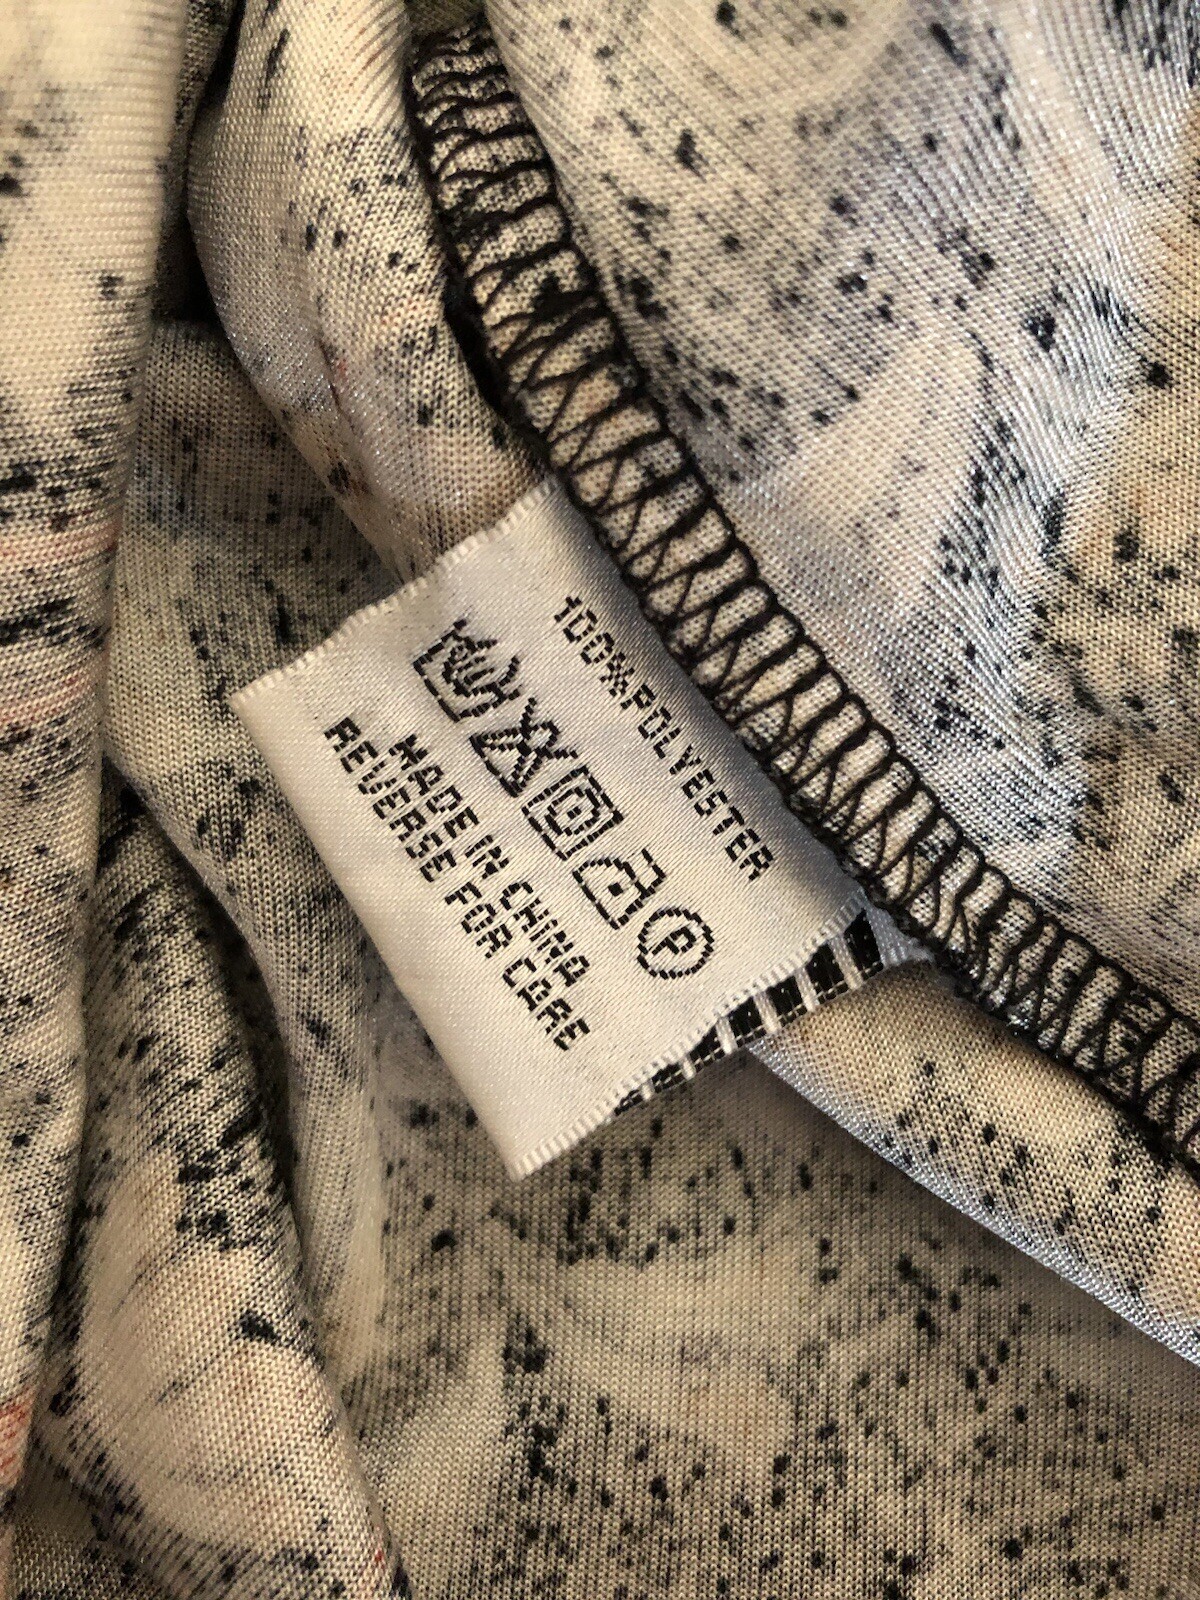 100%POLYESTER
P
MADE IN CHINA
REVERSE FOR CARE